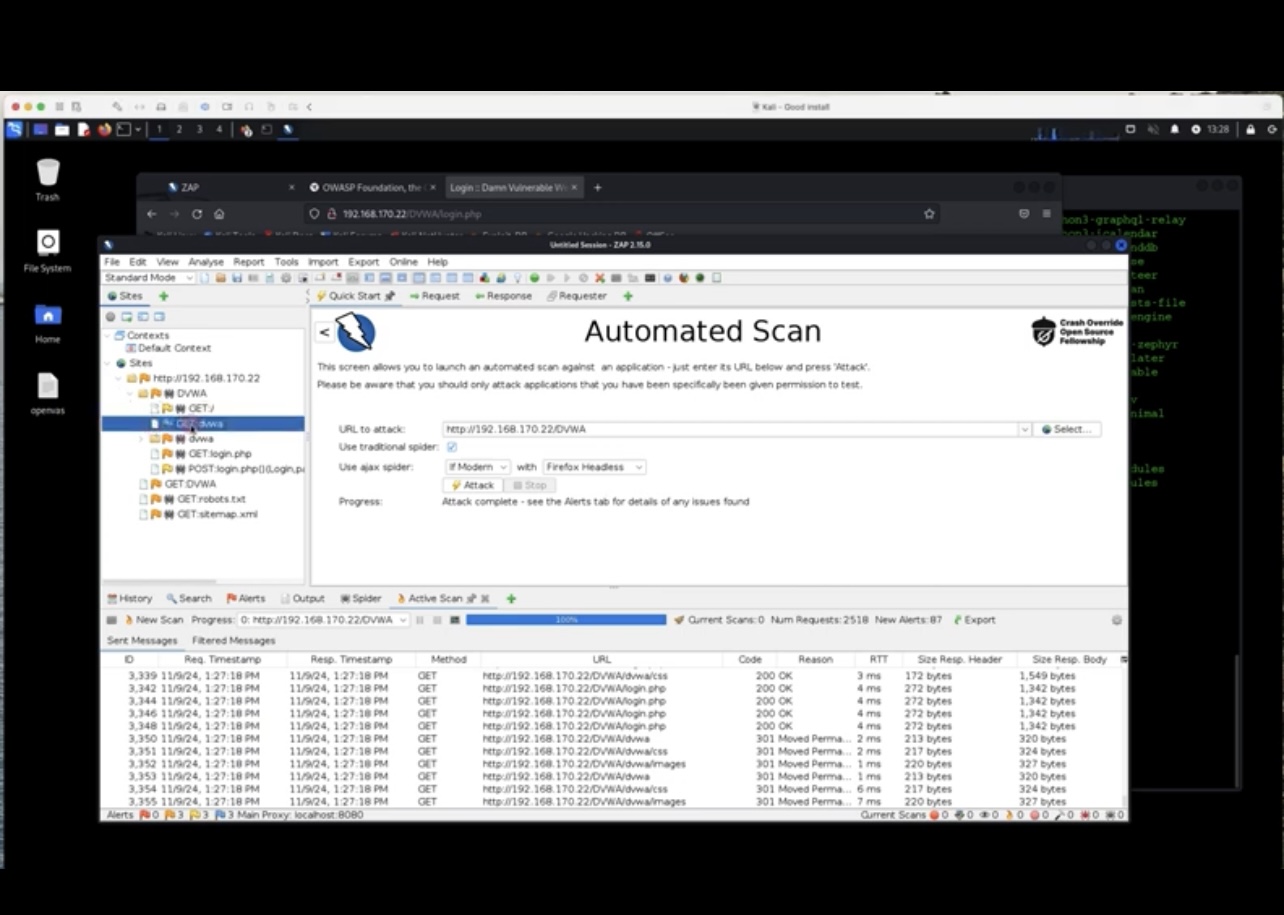 Kali - Good install
1 2 3 4
13:28
Trash
File System
Home
openvas
ZAP
OWASP Foundation, the
Login :: Damn Vulnerable W
192.168.170.22/DVWA/login.php
non3-graphql-relay
non3-icalendar
nddb
se
teer
an
sts-file
engine
-zephyr
later
able
v
nimal
dules
ules
Untitled Session - ZAP 2.15.0
File Edit View Analyse Report Tools Import Export Online Help
Standard Mode
Sites
Quick Start Request Response Requester
Contexts
Default Context
Sites
http://192.168.170.22
DVWA
GET:/
GET:dvwa
dvwa
GET:login.php
POST:login.php()(Login,pa
GET:DVWA
GET:robots.txt
GET:sitemap.xml
<
Automated Scan
Crash Override
Open Source
Fellowship
This screen allows you to launch an automated scan against an application - just enter its URL below and press 'Attack'.
Please be aware that you should only attack applications that you have been specifically been given permission to test.
URL to attack: http://192.168.170.22/DVWA Select...
Use traditional spider:
Use ajax spider: If Modern with Firefox Headless
Attack Stop
Progress: Attack complete - see the Alerts tab for details of any issues found
History Search Alerts Output Spider Active Scan
New Scan Progress: 0: http://192.168.170.22/DVWA 100% Current Scans: 0 Num Requests: 2518 New Alerts: 87 Export
Sent Messages Filtered Messages
ID Req. Timestamp Resp. Timestamp Method URL Code Reason RTT Size Resp. Header Size Resp. Body
3,339 11/9/24, 1:27:18 PM 11/9/24, 1:27:18 PM GET http://192.168.170.22/DVWA/dvwa/css 200 OK 3 ms 172 bytes 1,549 bytes
3,342 11/9/24, 1:27:18 PM 11/9/24, 1:27:18 PM GET http://192.168.170.22/DVWA/login.php 200 OK 4 ms 272 bytes 1,342 bytes
3,344 11/9/24, 1:27:18 PM 11/9/24, 1:27:18 PM GET http://192.168.170.22/DVWA/login.php 200 OK 4 ms 272 bytes 1,342 bytes
3,346 11/9/24, 1:27:18 PM 11/9/24, 1:27:18 PM GET http://192.168.170.22/DVWA/login.php 200 OK 4 ms 272 bytes 1,342 bytes
3,348 11/9/24, 1:27:18 PM 11/9/24, 1:27:18 PM GET http://192.168.170.22/DVWA/login.php 200 OK 4 ms 272 bytes 1,342 bytes
3,350 11/9/24, 1:27:18 PM 11/9/24, 1:27:18 PM GET http://192.168.170.22/DVWA/dvwa 301 Moved Perma... 2 ms 213 bytes 320 bytes
3,351 11/9/24, 1:27:18 PM 11/9/24, 1:27:18 PM GET http://192.168.170.22/DVWA/dvwa/css 301 Moved Perma... 2 ms 217 bytes 324 bytes
3,352 11/9/24, 1:27:18 PM 11/9/24, 1:27:18 PM GET http://192.168.170.22/DVWA/dvwa/images 301 Moved Perma... 1 ms 220 bytes 327 bytes
3,353 11/9/24, 1:27:18 PM 11/9/24, 1:27:18 PM GET http://192.168.170.22/DVWA/dvwa 301 Moved Perma... 1 ms 213 bytes 320 bytes
3,354 11/9/24, 1:27:18 PM 11/9/24, 1:27:18 PM GET http://192.168.170.22/DVWA/dvwa/css 301 Moved Perma... 6 ms 217 bytes 324 bytes
3,355 11/9/24, 1:27:18 PM 11/9/24, 1:27:18 PM GET http://192.168.170.22/DVWA/dvwa/images 301 Moved Perma... 7 ms 220 bytes 327 bytes
Alerts 0 3 3 3 Main Proxy: localhost:8080 Current Scans 0 0 0 0 0 0 0 0